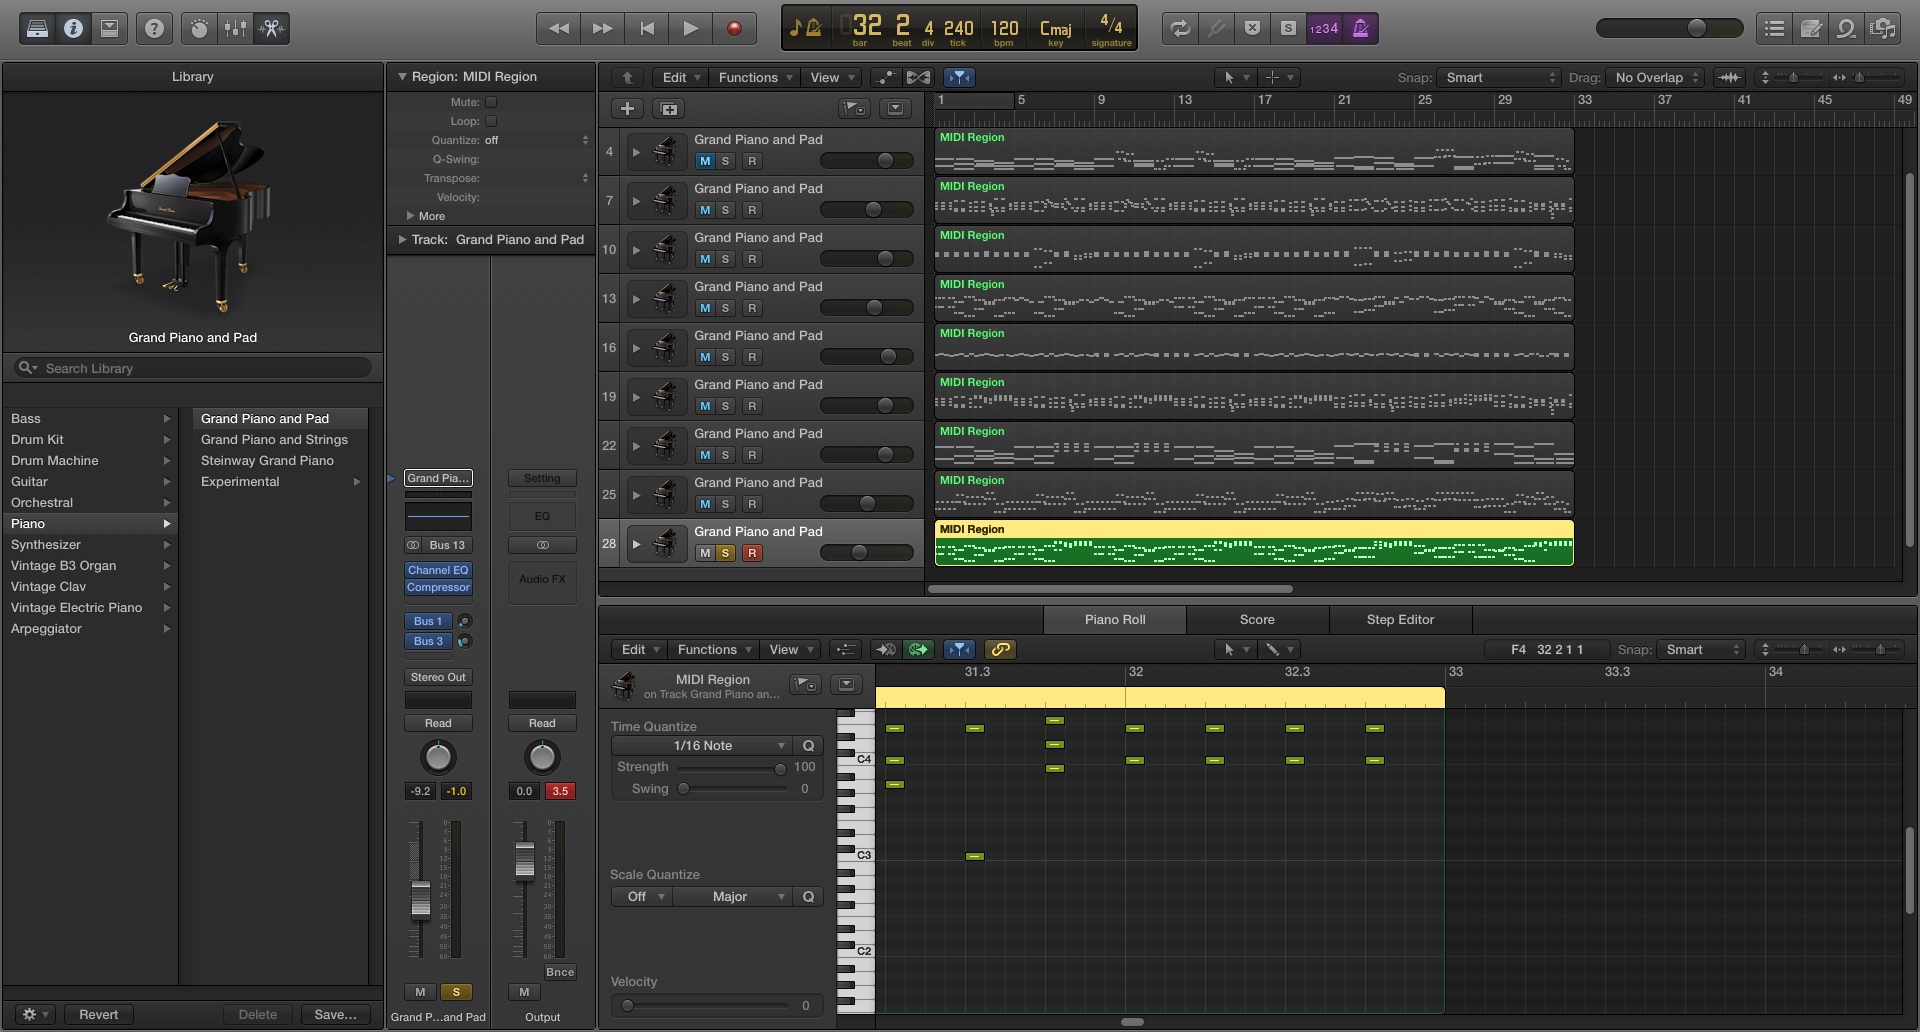 32 2 4 240 120 Cmaj 4/4
bar beat div tick bpm key signature
S 1234
Library
Grand Piano and Pad
Search Library
Bass
Drum Kit
Drum Machine
Guitar
Orchestral
Piano
Synthesizer
Vintage B3 Organ
Vintage Clav
Vintage Electric Piano
Arpeggiator
Grand Piano and Pad
Grand Piano and Strings
Steinway Grand Piano
Experimental
Revert Delete Save...
Region: MIDI Region
Mute:
Loop:
Quantize: off
Q-Swing:
Transpose:
Velocity:
More
Track: Grand Piano and Pad
Grand Pia... Setting
EQ
Bus 13
Channel EQ
Compressor
Audio FX
Bus 1
Bus 3
Stereo Out
Read Read
-9.2 -1.0 0.0 3.5
Bnce
M S M
Grand P...and Pad Output
Edit Functions View Snap: Smart Drag: No Overlap
1 5 9 13 17 21 25 29 33 37 41 45 49
4 Grand Piano and Pad M S R MIDI Region
7 Grand Piano and Pad M S R MIDI Region
10 Grand Piano and Pad M S R MIDI Region
13 Grand Piano and Pad M S R MIDI Region
16 Grand Piano and Pad M S R MIDI Region
19 Grand Piano and Pad M S R MIDI Region
22 Grand Piano and Pad M S R MIDI Region
25 Grand Piano and Pad M S R MIDI Region
28 Grand Piano and Pad M S R MIDI Region
Piano Roll Score Step Editor
Edit Functions View F4 32 2 1 1 Snap: Smart
MIDI Region
on Track Grand Piano an...
31.3 32 32.3 33 33.3 34
Time Quantize
1/16 Note Q
Strength 100
Swing 0
Scale Quantize
Off Major Q
Velocity
0
C4
C3
C2